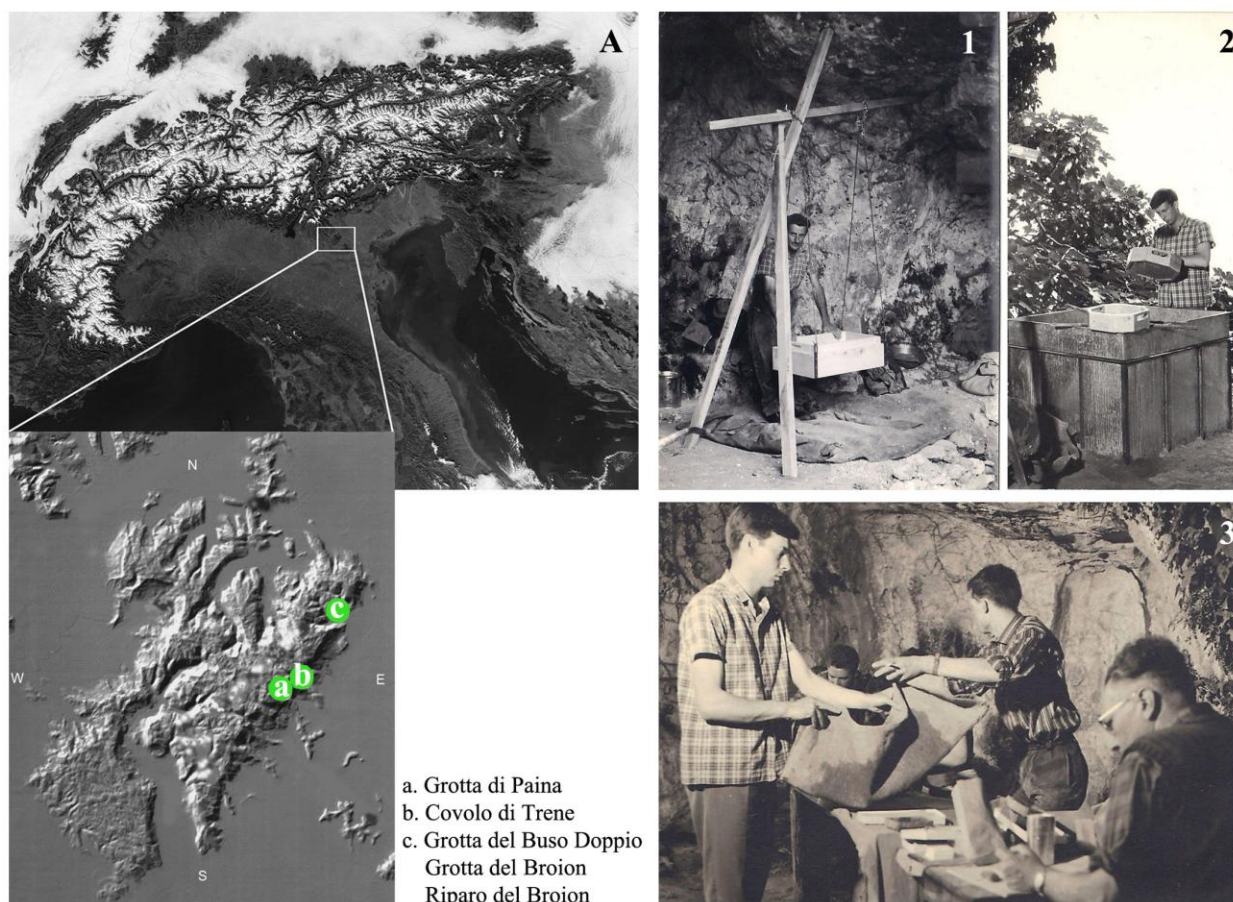 A
1
2
N
c
W
b
E
a
S
a. Grotta di Paina
b. Covolo di Trene
c. Grotta del Buso Doppio
Grotta del Broion
Riparo del Broion
3